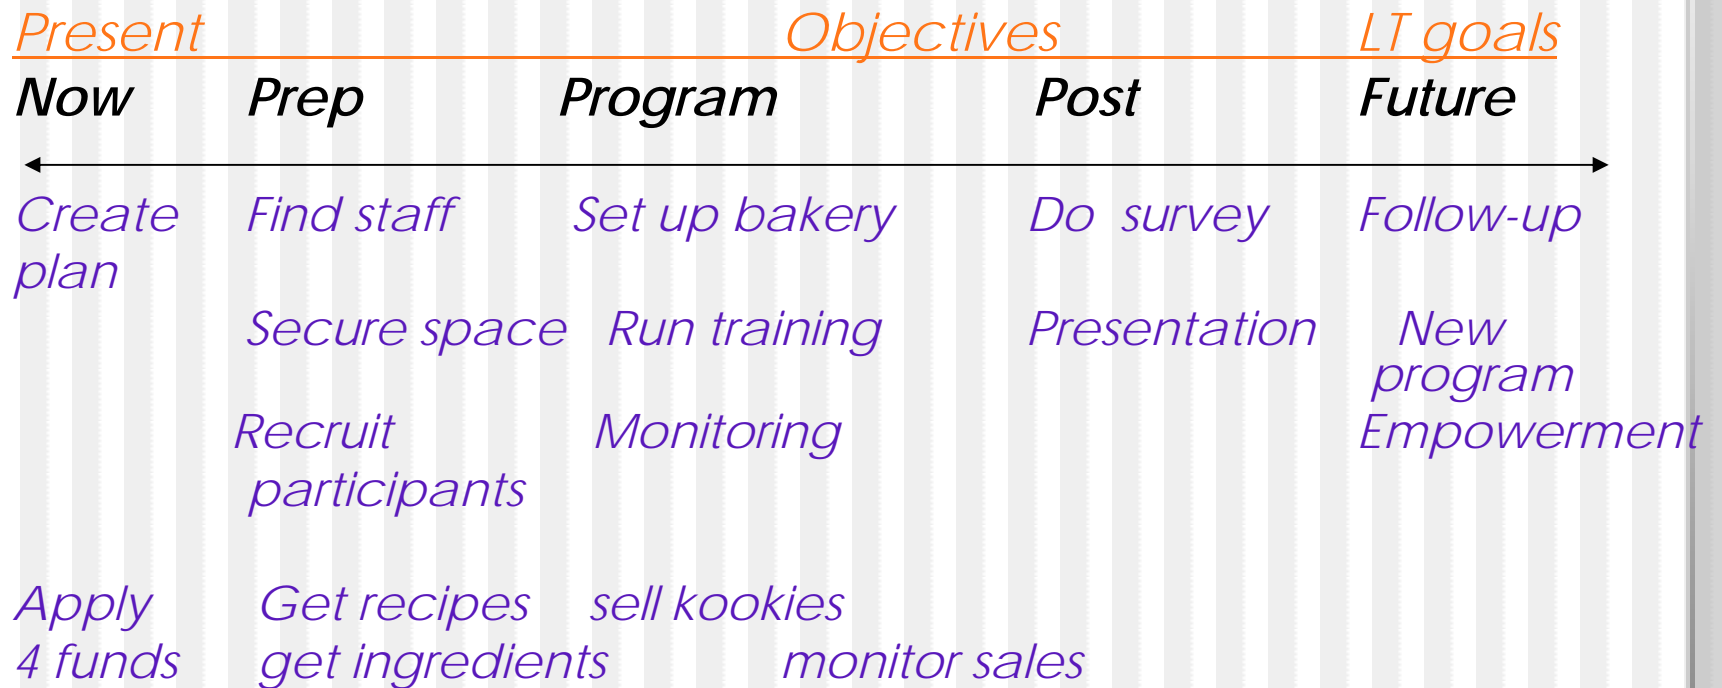 Present Objectives LT goals
Now Prep Program Post Future
Create Find staff Set up bakery Do survey Follow-up
plan
Secure space Run training Presentation New
program
Recruit Monitoring Empowerment
participants
Apply Get recipes sell kookies
4 funds get ingredients monitor sales